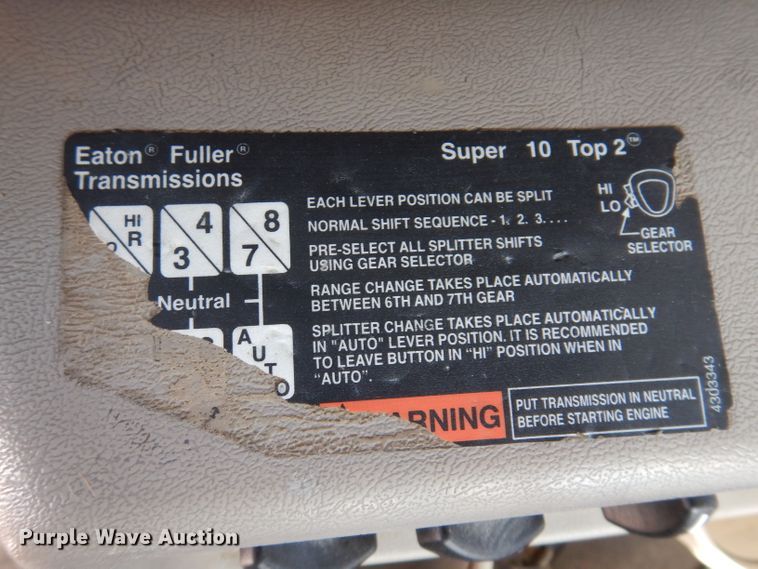 Eaton® Fuller®
Transmissions
Super 10 Top 2™
HI
R
4
3
8
7
Neutral
AUTO
EACH LEVER POSITION CAN BE SPLIT
NORMAL SHIFT SEQUENCE - 1, 2, 3. . . .
PRE-SELECT ALL SPLITTER SHIFTS
USING GEAR SELECTOR
RANGE CHANGE TAKES PLACE AUTOMATICALLY
BETWEEN 6TH AND 7TH GEAR
SPLITTER CHANGE TAKES PLACE AUTOMATICALLY
IN "AUTO" LEVER POSITION. IT IS RECOMMENDED
TO LEAVE BUTTON IN "HI" POSITION WHEN IN
"AUTO".
HI
LO
GEAR
SELECTOR
WARNING
PUT TRANSMISSION IN NEUTRAL
BEFORE STARTING ENGINE
4303343
Purple Wave Auction